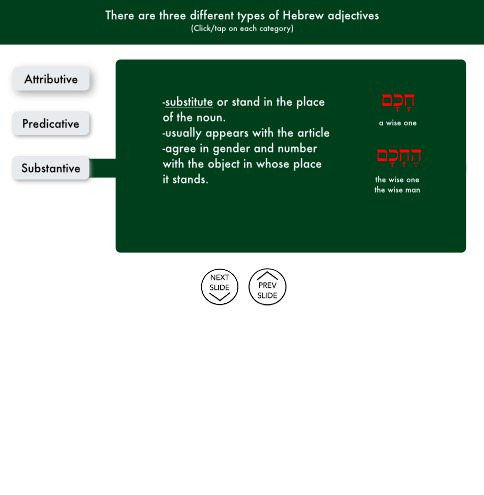 There are three different types of Hebrew adjectives
(Click/tap on each category)
Attributive
Predicative
Substantive
-substitute or stand in the place
of the noun.
-usually appears with the article
-agree in gender and number
with the object in whose place
it stands.
חָכָם
a wise one
הֶחָכָם
the wise one
the wise man
NEXT
SLIDE
PREV
SLIDE